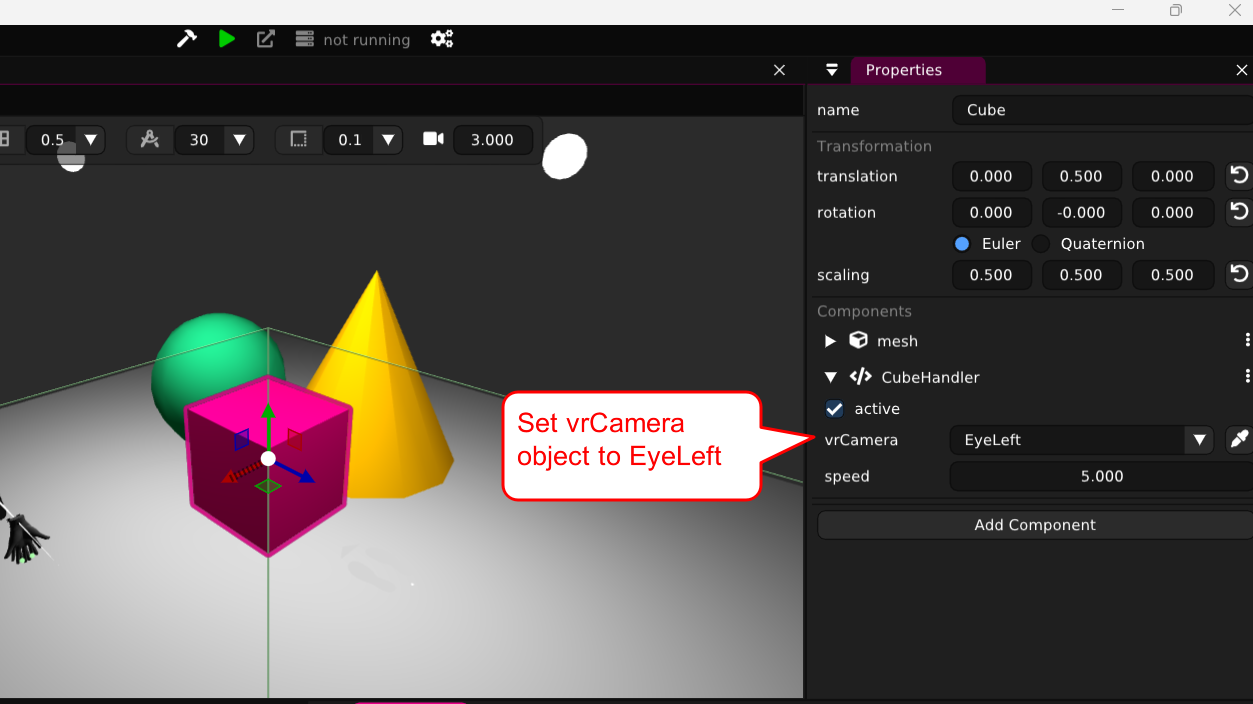 not running
Properties
name Cube
0.5 30 0.1 3.000
Transformation
translation 0.000 0.500 0.000
rotation 0.000 -0.000 0.000
Euler Quaternion
scaling 0.500 0.500 0.500
Components
mesh
CubeHandler
active
Set vrCamera
object to EyeLeft
vrCamera EyeLeft
speed 5.000
Add Component